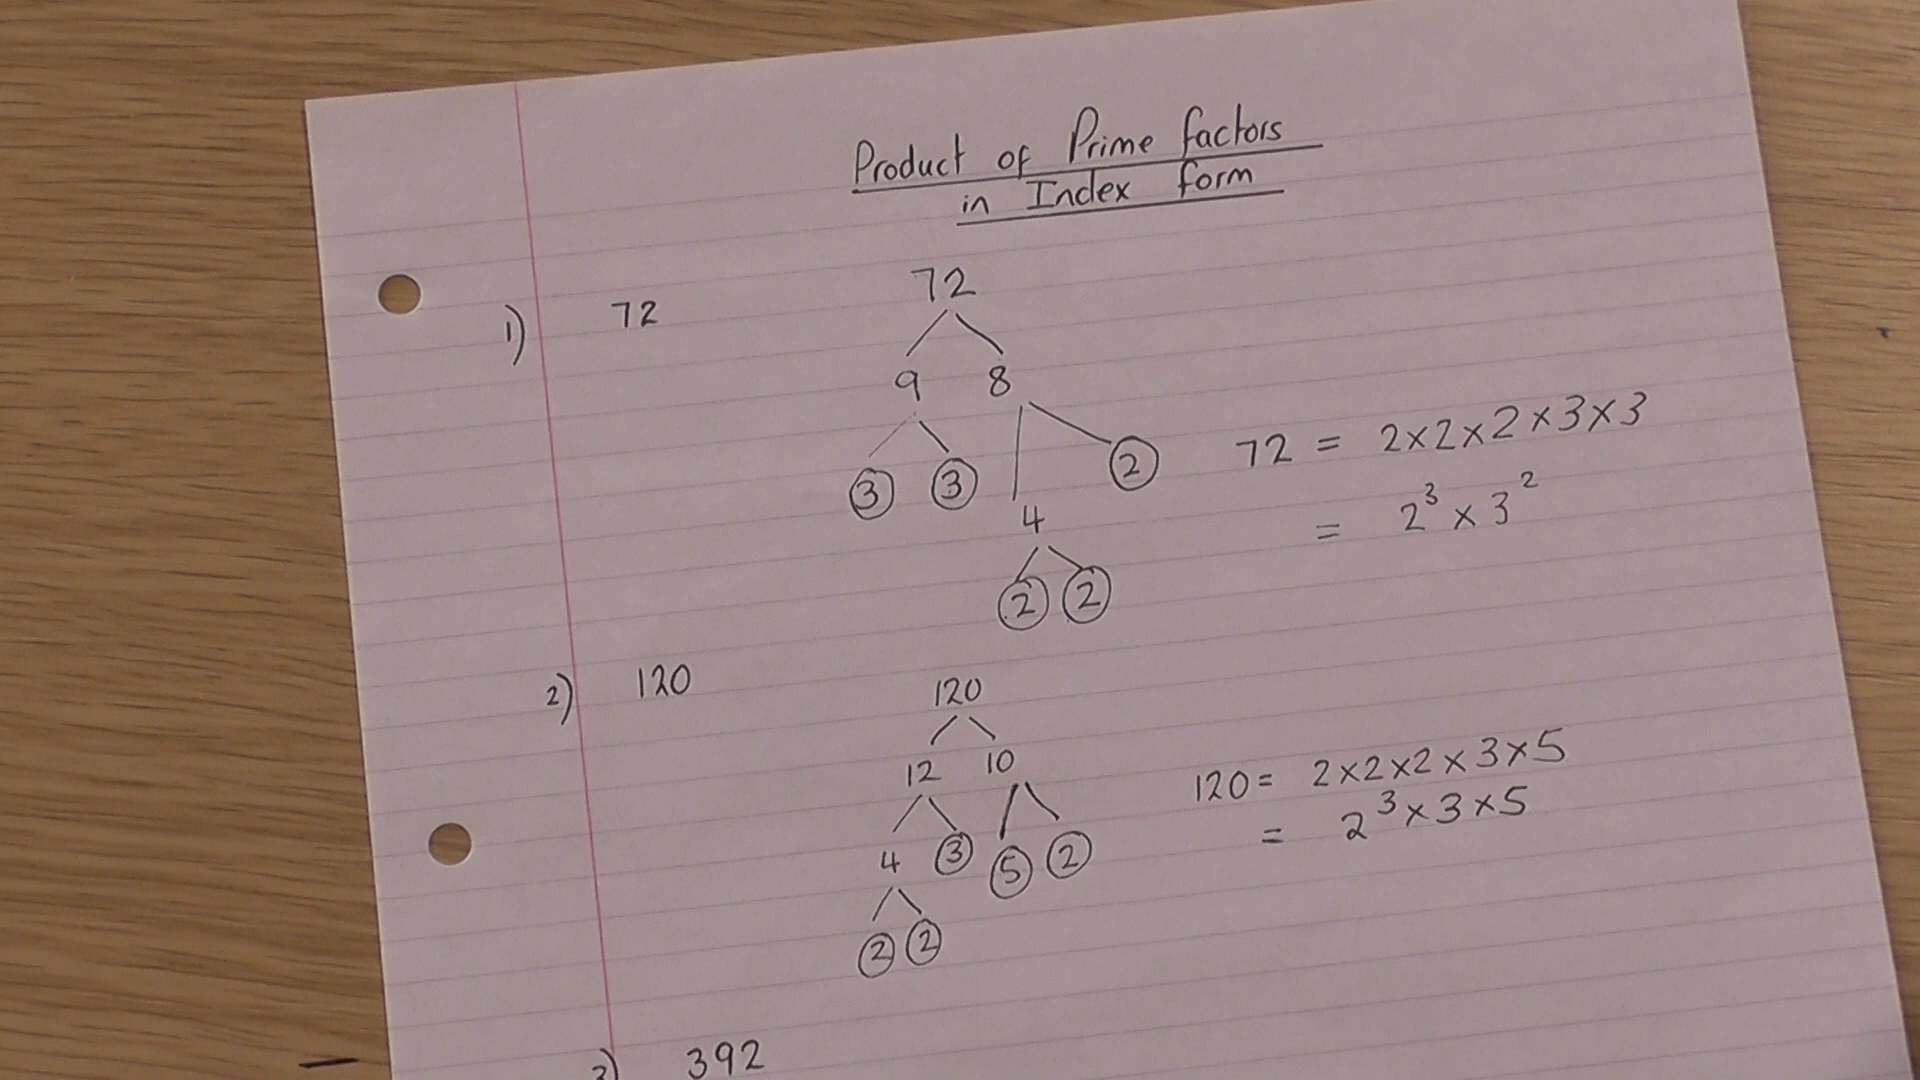 Product of Prime factors
in Index form
1) 72
72
9 8
3 3 2
4
2 2
72 = 2×2×2×3×3
= 2³ × 3²
2) 120
120
12 10
4 3 5 2
2 2
120 = 2×2×2×3×5
= 2³×3×5
3) 392